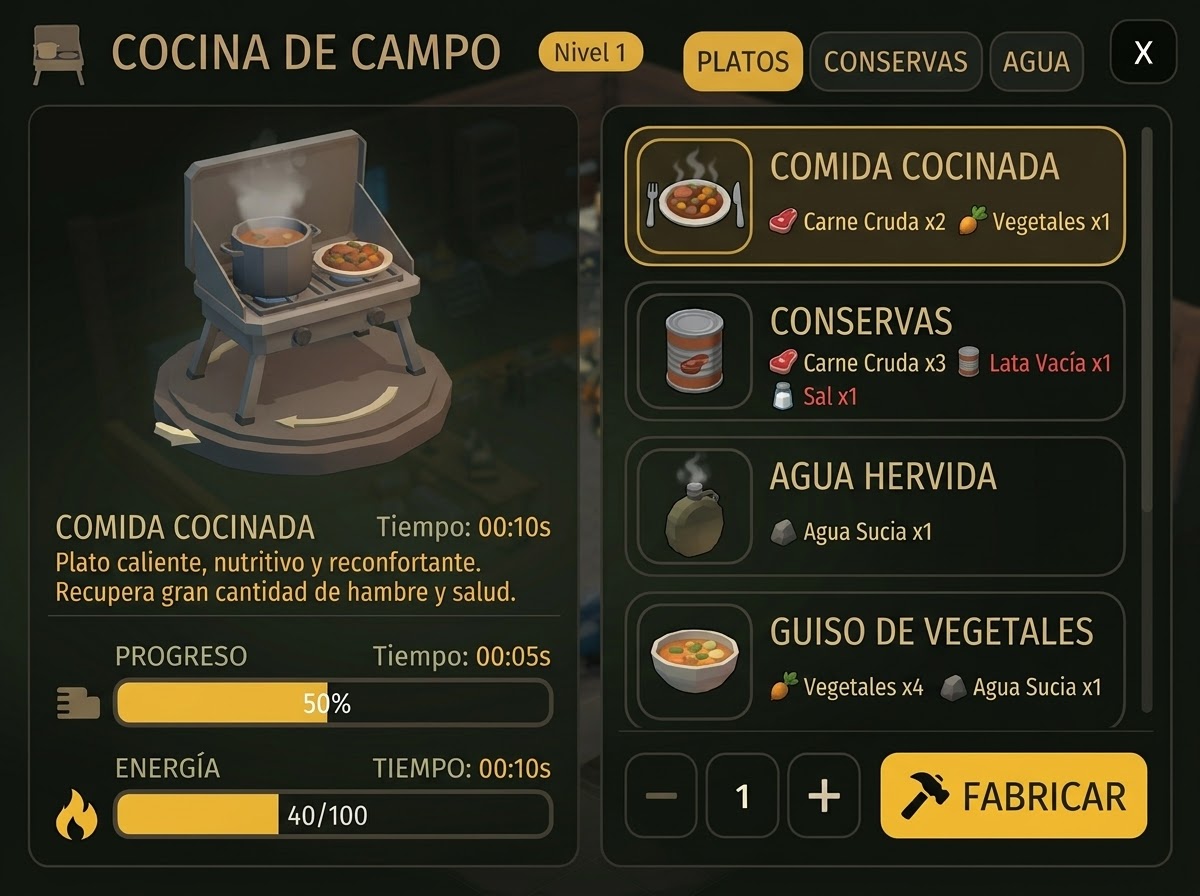 COCINA DE CAMPO
Nivel 1
PLATOS
CONSERVAS
AGUA
X
COMIDA COCINADA
Tiempo: 00:10s
Plato caliente, nutritivo y reconfortante.
Recupera gran cantidad de hambre y salud.
PROGRESO
Tiempo: 00:05s
50%
ENERGÍA
TIEMPO: 00:10s
40/100
COMIDA COCINADA
Carne Cruda x2 Vegetales x1
CONSERVAS
Carne Cruda x3 Lata Vacía x1
Sal x1
AGUA HERVIDA
Agua Sucia x1
GUISO DE VEGETALES
Vegetales x4 Agua Sucia x1
− 1 +
FABRICAR